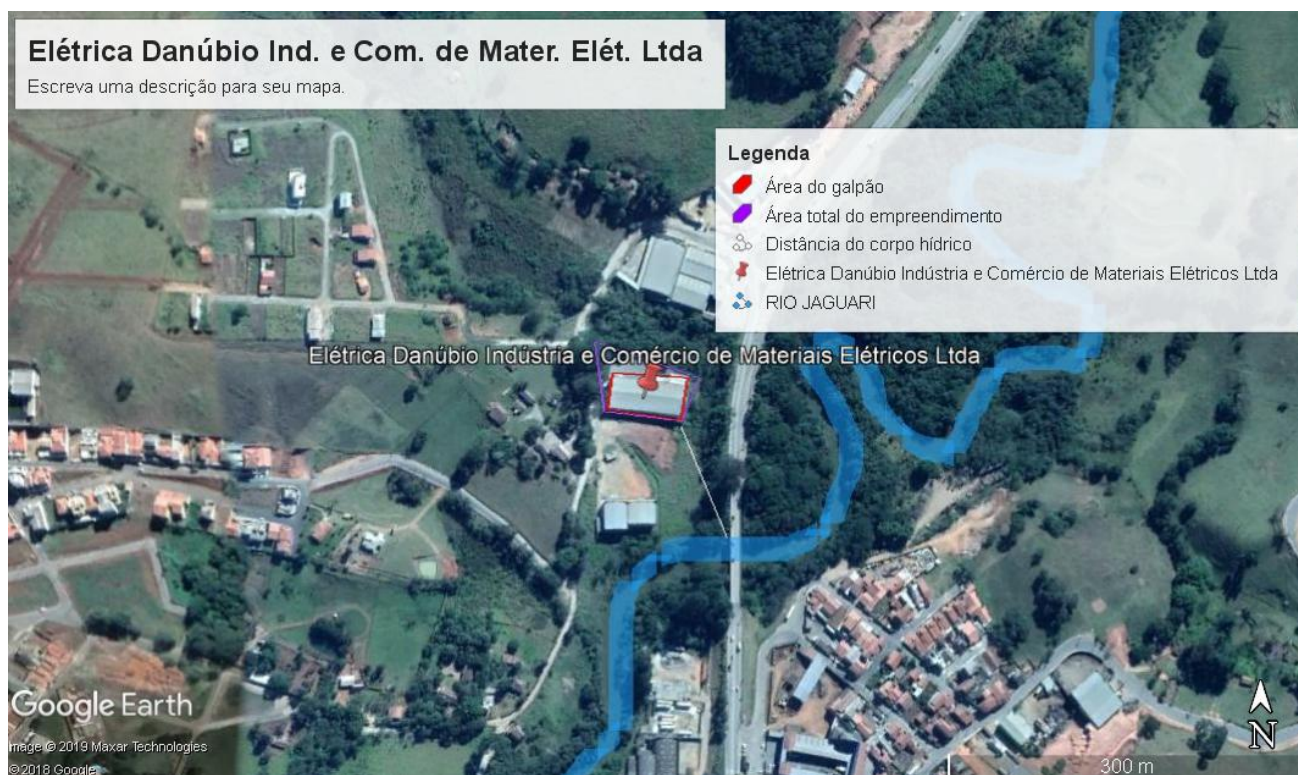 Elétrica Danúbio Ind. e Com. de Mater. Elét. Ltda
Escreva uma descrição para seu mapa.
Legenda
Área do galpão
Área total do empreendimento
Distância do corpo hídrico
Elétrica Danúbio Indústria e Comércio de Materiais Elétricos Ltda
RIO JAGUARI
Elétrica Danúbio Indústria e Comércio de Materiais Elétricos Ltda
Google Earth
Image © 2019 Maxar Technologies
© 2018 Google
N
300 m